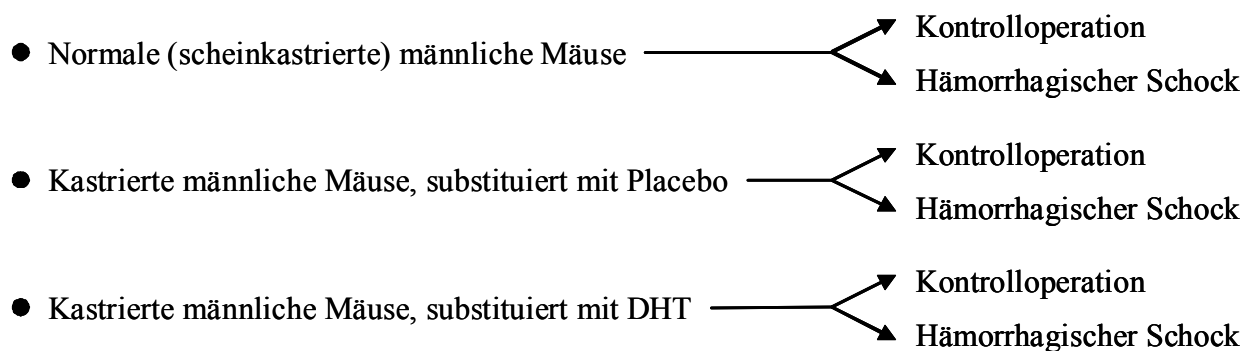 Kontrolloperation
● Normale (scheinkastrierte) männliche Mäuse
Hämorrhagischer Schock
Kontrolloperation
● Kastrierte männliche Mäuse, substituiert mit Placebo
Hämorrhagischer Schock
Kontrolloperation
● Kastrierte männliche Mäuse, substituiert mit DHT
Hämorrhagischer Schock